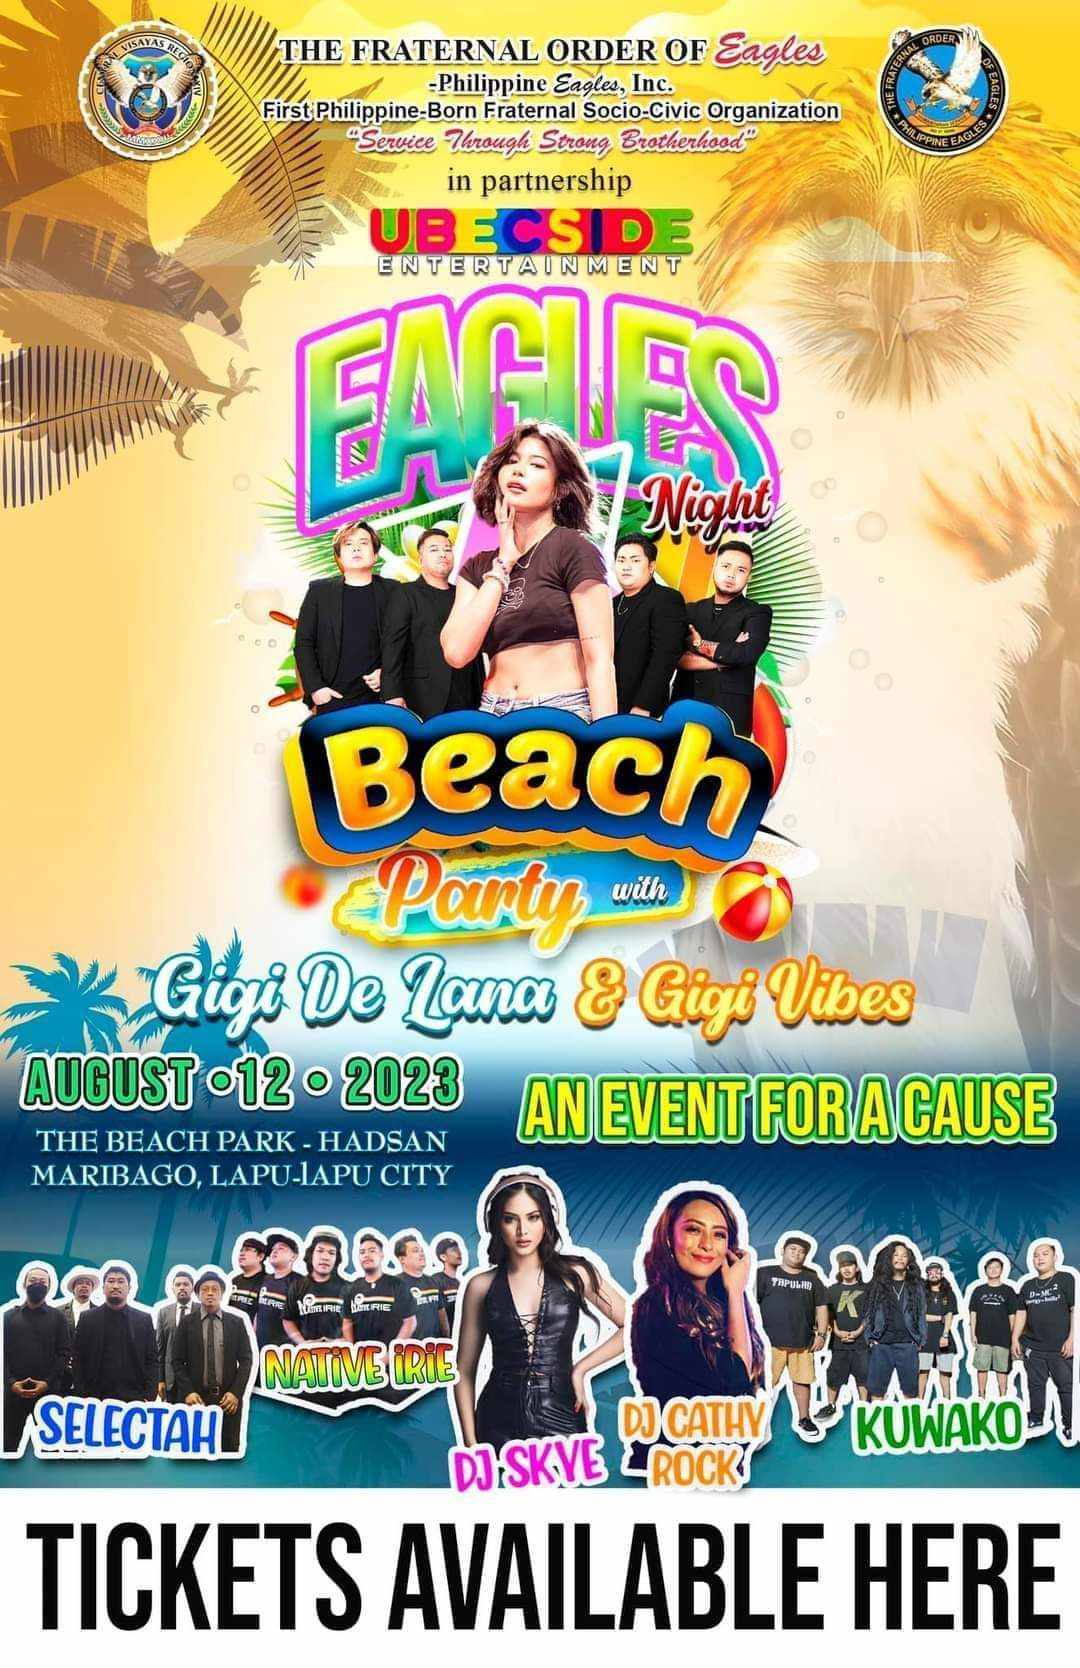 THE FRATERNAL ORDER OF Eagles
-Philippine Eagles, Inc.
First Philippine-Born Fraternal Socio-Civic Organization
"Service Through Strong Brotherhood"
in partnership
UBECSIDE
ENTERTAINMENT
EAGLES
Night
Beach
Party with
Gigi De Lana & Gigi Vibes
AUGUST • 12 • 2023
AN EVENT FOR A CAUSE
THE BEACH PARK - HADSAN
MARIBAGO, LAPU-lAPU CITY
SELECTAH
NATiVE iRiE
DJ SKYE
DJ CATHY
ROCK
KUWAKO
TICKETS AVAILABLE HERE